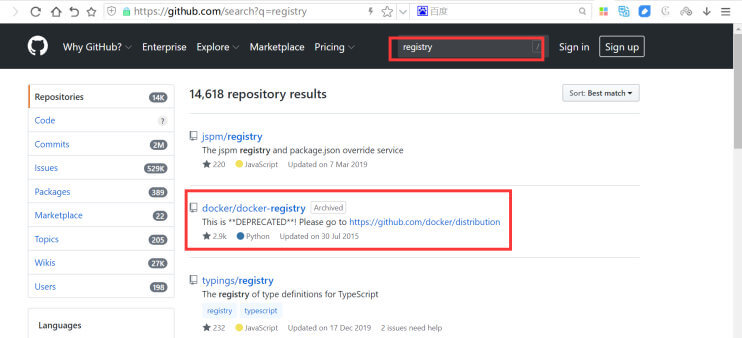 https://github.com/search?q=registry
百度
Why GitHub? Enterprise Explore Marketplace Pricing
registry /
Sign in Sign up
Repositories 14K
Code ?
Commits 2M
Issues 529K
Packages 389
Marketplace 22
Topics 205
Wikis 27K
Users 198
Languages
14,618 repository results
Sort: Best match
jspm/registry
The jspm registry and package.json override service
220 JavaScript Updated on 7 Mar 2019
docker/docker-registry Archived
This is **DEPRECATED**! Please go to https://github.com/docker/distribution
2.9k Python Updated on 30 Jul 2015
typings/registry
The registry of type definitions for TypeScript
registry typescript
232 JavaScript Updated on 17 Dec 2019 2 issues need help